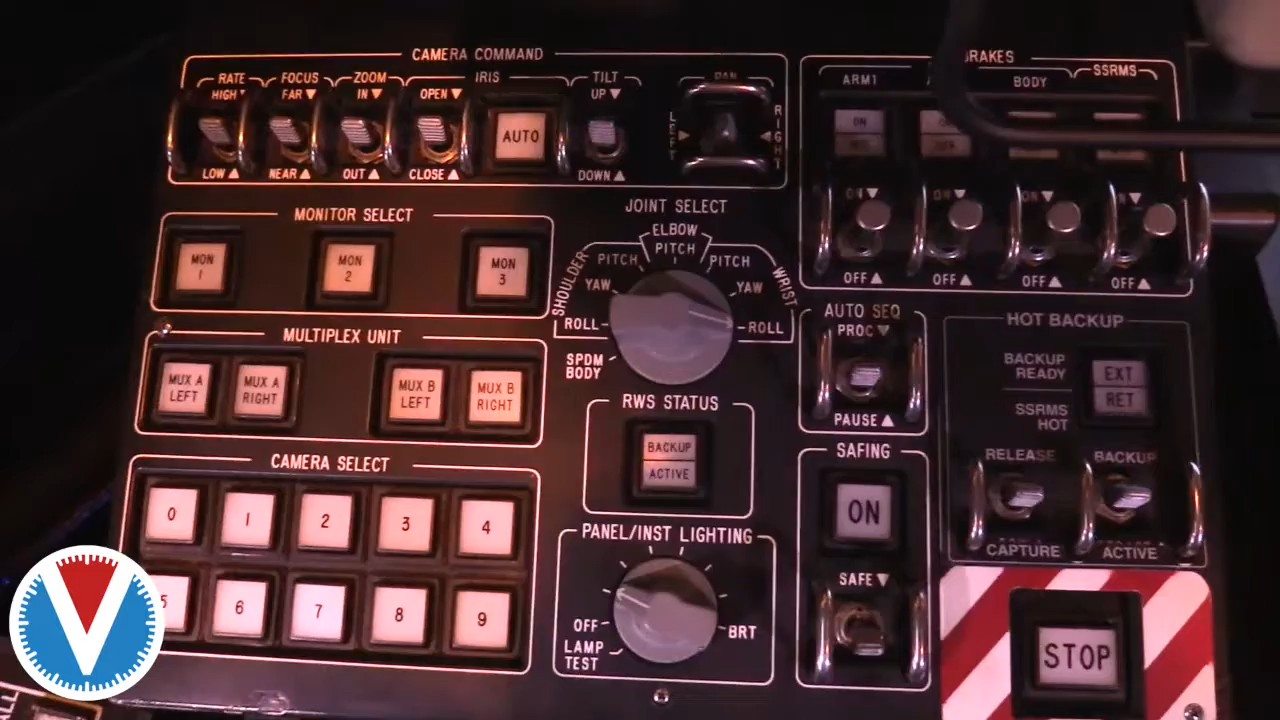 CAMERA COMMAND
RATE
HIGH
LOW
FOCUS
FAR
NEAR
ZOOM
IN
OUT
IRIS
OPEN
CLOSE
AUTO
TILT
UP
DOWN
PAN
LEFT
RIGHT
ARM1
BODY
SSRMS
ON
ON
ON
ON
OFF
OFF
OFF
OFF
MONITOR SELECT
MON
1
MON
2
MON
3
JOINT SELECT
SHOULDER
ELBOW
WRIST
PITCH
PITCH
PITCH
YAW
YAW
ROLL
ROLL
SPDM
BODY
MULTIPLEX UNIT
MUX A
LEFT
MUX A
RIGHT
MUX B
LEFT
MUX B
RIGHT
RWS STATUS
BACKUP
ACTIVE
CAMERA SELECT
0
1
2
3
4
5
6
7
8
9
PANEL/INST LIGHTING
OFF
LAMP
TEST
BRT
AUTO SEQ
PROC
PAUSE
SAFING
ON
SAFE
HOT BACKUP
BACKUP
READY
SSRMS
HOT
EXT
RET
RELEASE
CAPTURE
BACKUP
ACTIVE
STOP
V